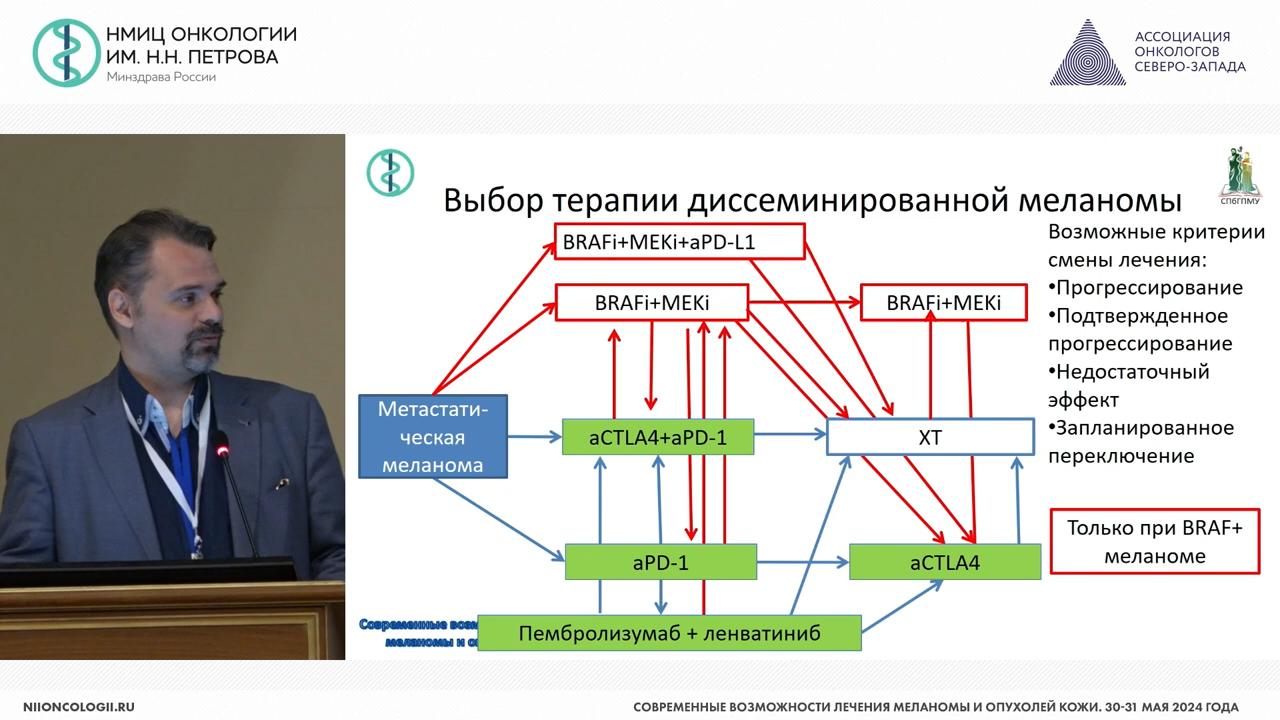 НМИЦ ОНКОЛОГИИ
ИМ. Н.Н. ПЕТРОВА
Минздрава России
АССОЦИАЦИЯ
ОНКОЛОГОВ
СЕВЕРО-ЗАПАДА
СПбГПМУ
Выбор терапии диссеминированной меланомы
BRAFi+MEKi+aPD-L1
BRAFi+MEKi
BRAFi+MEKi
Метастати-
ческая
меланома
aCTLA4+aPD-1
ХТ
aPD-1
aCTLA4
Пембролизумаб + ленватиниб
Возможные критерии
смены лечения:
•Прогрессирование
•Подтвержденное
прогрессирование
•Недостаточный
эффект
•Запланированное
переключение
Только при BRAF+
меланоме
Современные
меланомы и
NIIONCOLOGII.RU
СОВРЕМЕННЫЕ ВОЗМОЖНОСТИ ЛЕЧЕНИЯ МЕЛАНОМЫ И ОПУХОЛЕЙ КОЖИ. 30-31 МАЯ 2024 ГОДА